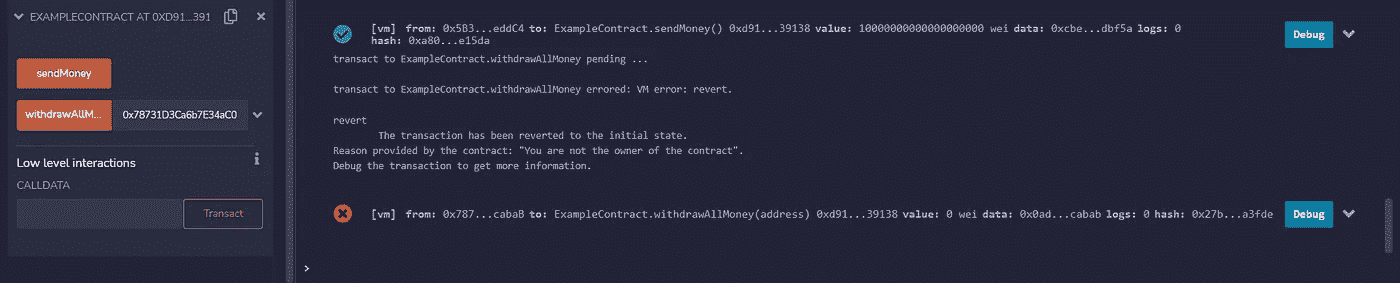 EXAMPLECONTRACT AT 0XD91...391
sendMoney
withdrawAllM... 0x78731D3Ca6b7E34aC0
Low level interactions
CALLDATA
Transact
[vm] from: 0x5B3...eddC4 to: ExampleContract.sendMoney() 0xd91...39138 value: 10000000000000000000 wei data: 0xcbe...dbf5a logs: 0
hash: 0xa80...e15da
Debug
transact to ExampleContract.withdrawAllMoney pending ...
transact to ExampleContract.withdrawAllMoney errored: VM error: revert.
revert
The transaction has been reverted to the initial state.
Reason provided by the contract: "You are not the owner of the contract".
Debug the transaction to get more information.
[vm] from: 0x787...cabaB to: ExampleContract.withdrawAllMoney(address) 0xd91...39138 value: 0 wei data: 0x0ad...cabab logs: 0 hash: 0x27b...a3fde
Debug
>